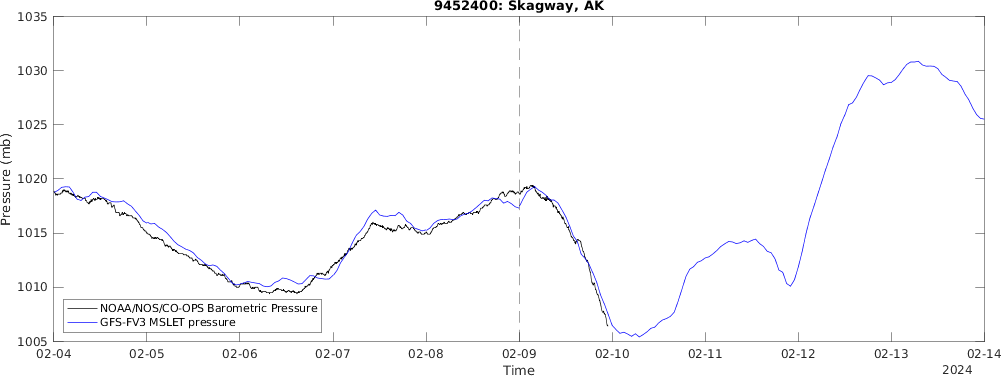 9452400: Skagway, AK
1035
1030
1025
1020
1015
1010
1005
Pressure (mb)
NOAA/NOS/CO-OPS Barometric Pressure
GFS-FV3 MSLET pressure
02-04 02-05 02-06 02-07 02-08 02-09 02-10 02-11 02-12 02-13 02-14
Time
2024